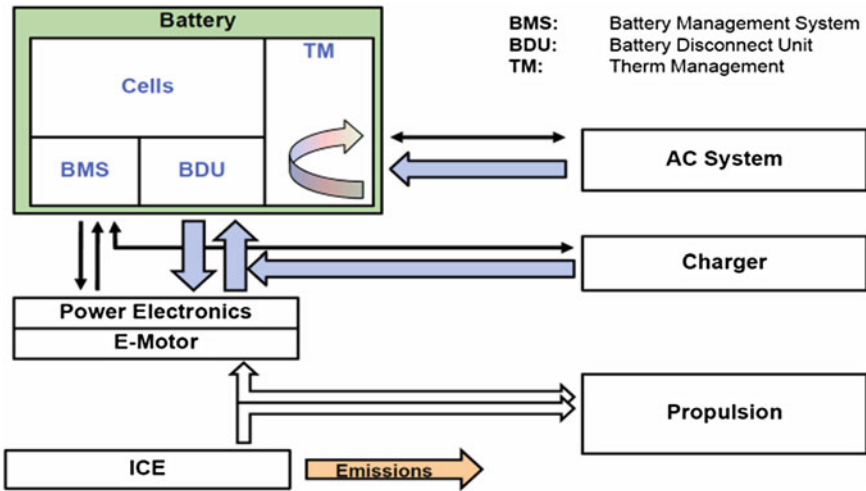 Battery
BMS: Battery Management System
BDU: Battery Disconnect Unit
TM: Therm Management
TM
Cells
BMS
BDU
AC System
Charger
Power Electronics
E-Motor
Propulsion
ICE
Emissions